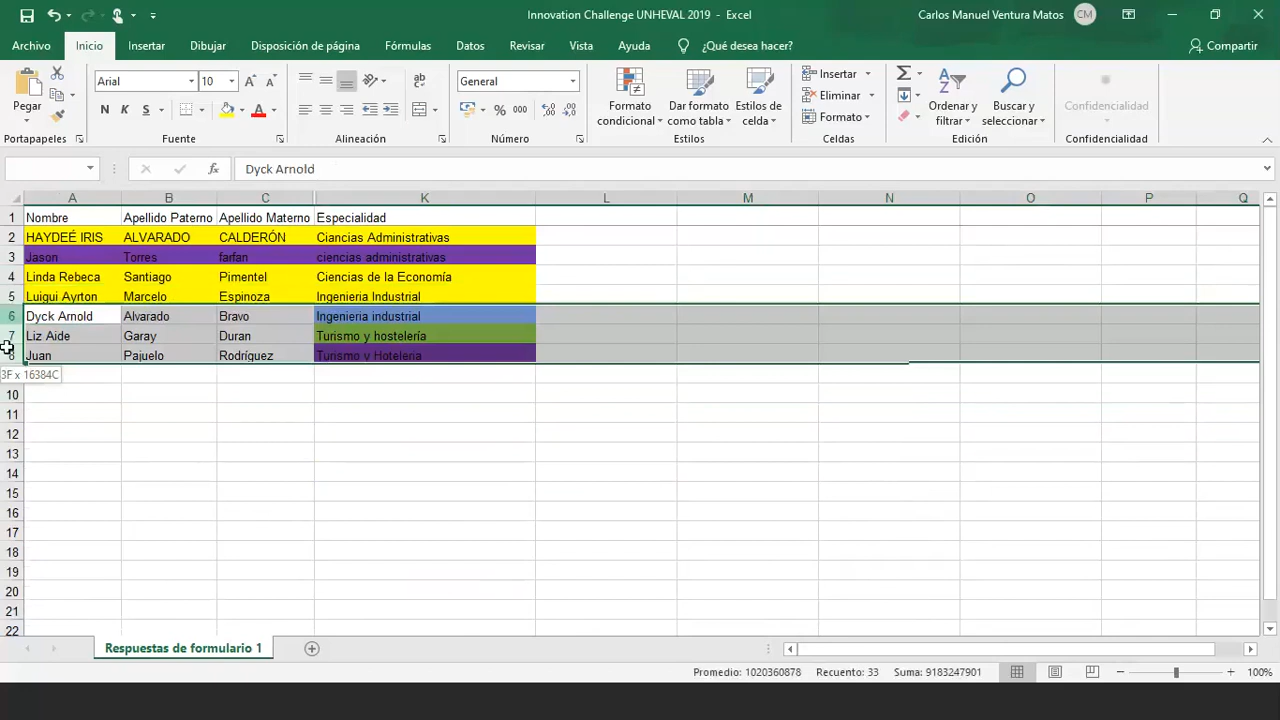 Innovation Challenge UNHEVAL 2019 - Excel
Carlos Manuel Ventura Matos CM
Archivo Inicio Insertar Dibujar Disposición de página Fórmulas Datos Revisar Vista Ayuda ¿Qué desea hacer? Compartir
Pegar
Arial 10
N K S
ab
General
% 000
Formato condicional
Dar formato como tabla
Estilos de celda
Insertar
Eliminar
Formato
Ordenar y filtrar
Buscar y seleccionar
Confidencialidad
Portapapeles Fuente Alineación Número Estilos Celdas Edición Confidencialidad
fx Dyck Arnold
A B C K L M N O P Q
1 Nombre Apellido Paterno Apellido Materno Especialidad
2 HAYDEÉ IRIS ALVARADO CALDERÓN Ciancias Administrativas
3 Jason Torres farfan ciencias administrativas
4 Linda Rebeca Santiago Pimentel Ciencias de la Economía
5 Luigui Ayrton Marcelo Espinoza Ingenieria Industrial
6 Dyck Arnold Alvarado Bravo Ingenieria industrial
7 Liz Aide Garay Duran Turismo y hostelería
8 Juan Pajuelo Rodríguez Turismo y Hoteleria
3F x 16384C
10
11
12
13
14
15
16
17
18
19
20
21
22
Respuestas de formulario 1
Promedio: 1020360878 Recuento: 33 Suma: 9183247901 100%